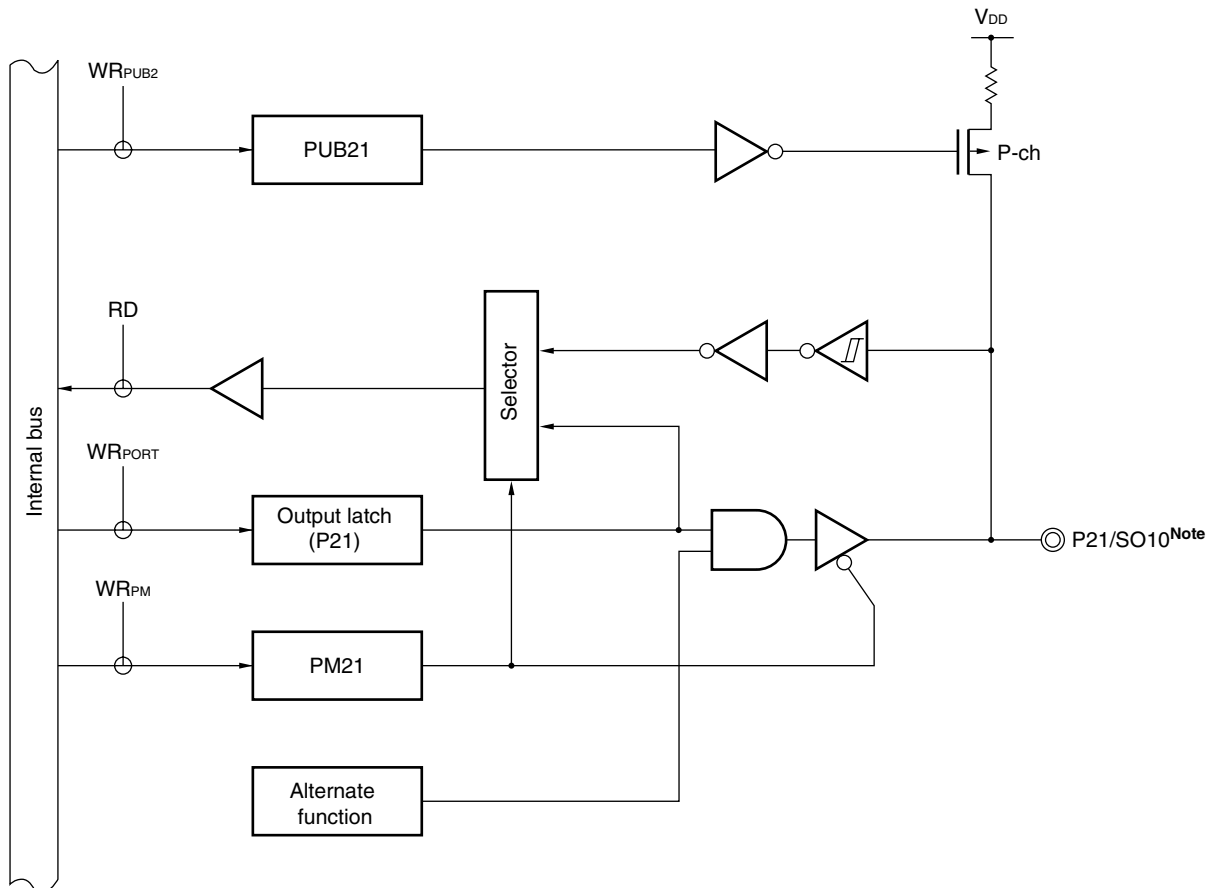 VDD
WRPUB2
PUB21
P-ch
RD
Selector
Internal bus
WRPORT
Output latch
(P21)
P21/SO10Note
WRPM
PM21
Alternate
function